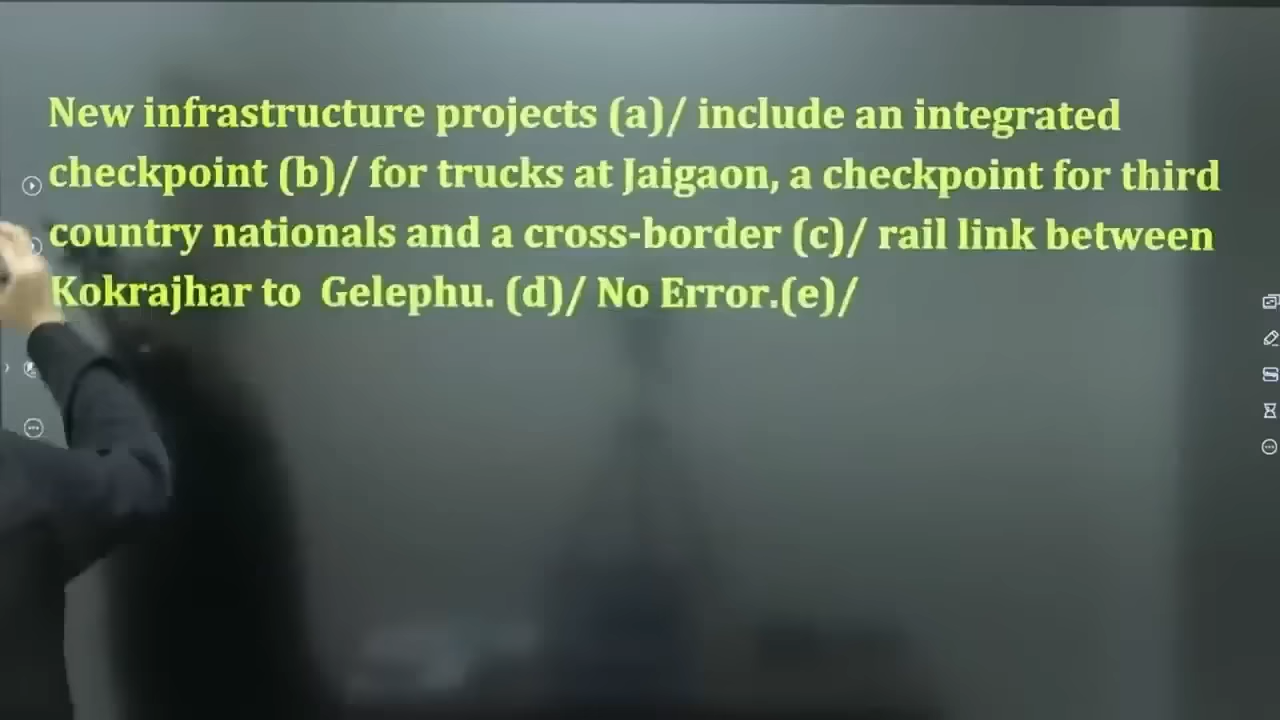 New infrastructure projects (a)/ include an integrated
checkpoint (b)/ for trucks at Jaigaon, a checkpoint for third
country nationals and a cross-border (c)/ rail link between
Kokrajhar to Gelephu. (d)/ No Error.(e)/